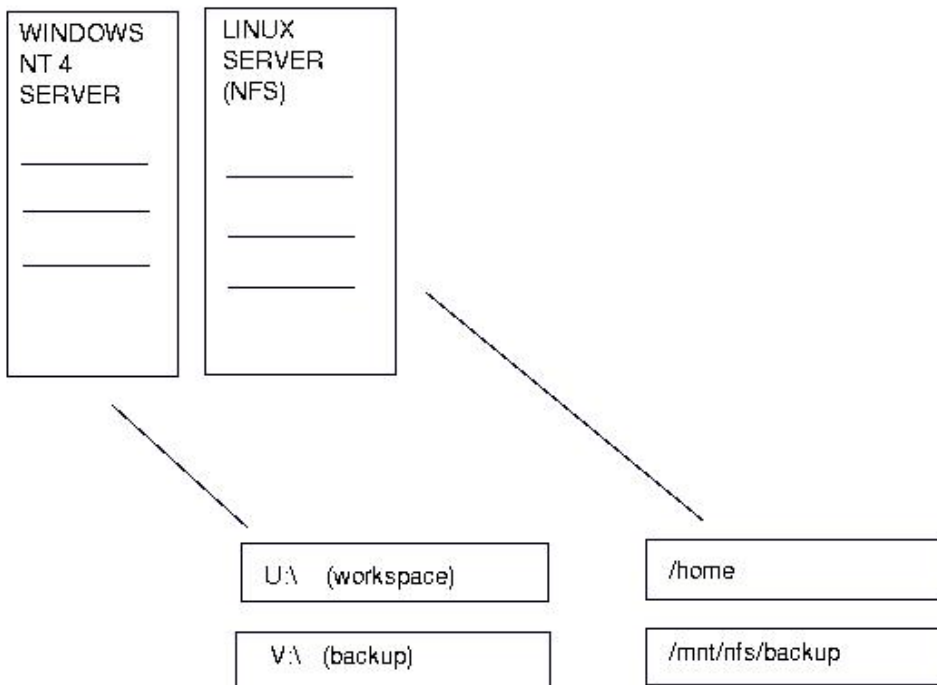 WINDOWS
NT 4
SERVER
LINUX
SERVER
(NFS)
U:\ (workspace)
/home
V:\ (backup)
/mnt/nfs/backup